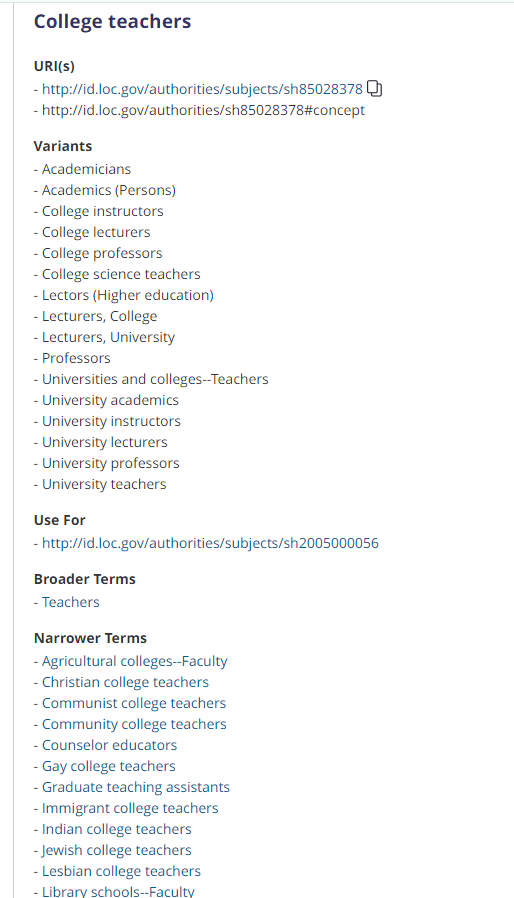 College teachers
URI(s)
- http://id.loc.gov/authorities/subjects/sh85028378
- http://id.loc.gov/authorities/sh85028378#concept
Variants
- Academicians
- Academics (Persons)
- College instructors
- College lecturers
- College professors
- College science teachers
- Lectors (Higher education)
- Lecturers, College
- Lecturers, University
- Professors
- Universities and colleges--Teachers
- University academics
- University instructors
- University lecturers
- University professors
- University teachers
Use For
- http://id.loc.gov/authorities/subjects/sh2005000056
Broader Terms
- Teachers
Narrower Terms
- Agricultural colleges--Faculty
- Christian college teachers
- Communist college teachers
- Community college teachers
- Counselor educators
- Gay college teachers
- Graduate teaching assistants
- Immigrant college teachers
- Indian college teachers
- Jewish college teachers
- Lesbian college teachers
- Library schools--Faculty